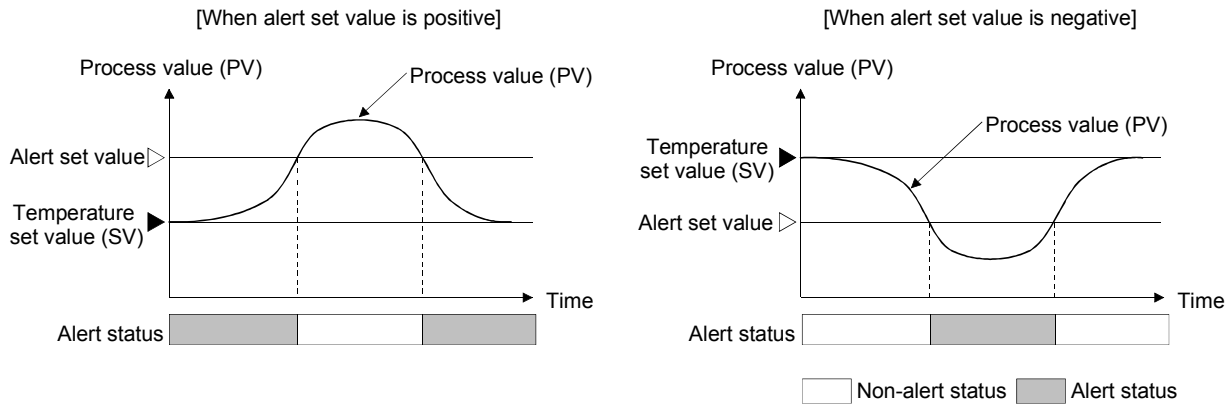 [When alert set value is positive]
Process value (PV)
Process value (PV)
Alert set value
Temperature
set value (SV)
Time
Alert status
[When alert set value is negative]
Process value (PV)
Process value (PV)
Temperature
set value (SV)
Alert set value
Time
Alert status
Non-alert status
Alert status